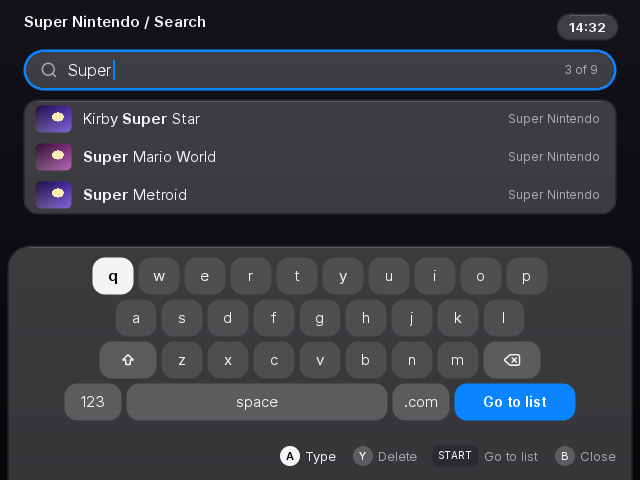 Super Nintendo / Search
14:32
Super
3 of 9
Kirby Super Star Super Nintendo
Super Mario World Super Nintendo
Super Metroid Super Nintendo
q w e r t y u i o p
a s d f g h j k l
z x c v b n m
123 space .com Go to list
A Type Y Delete START Go to list B Close